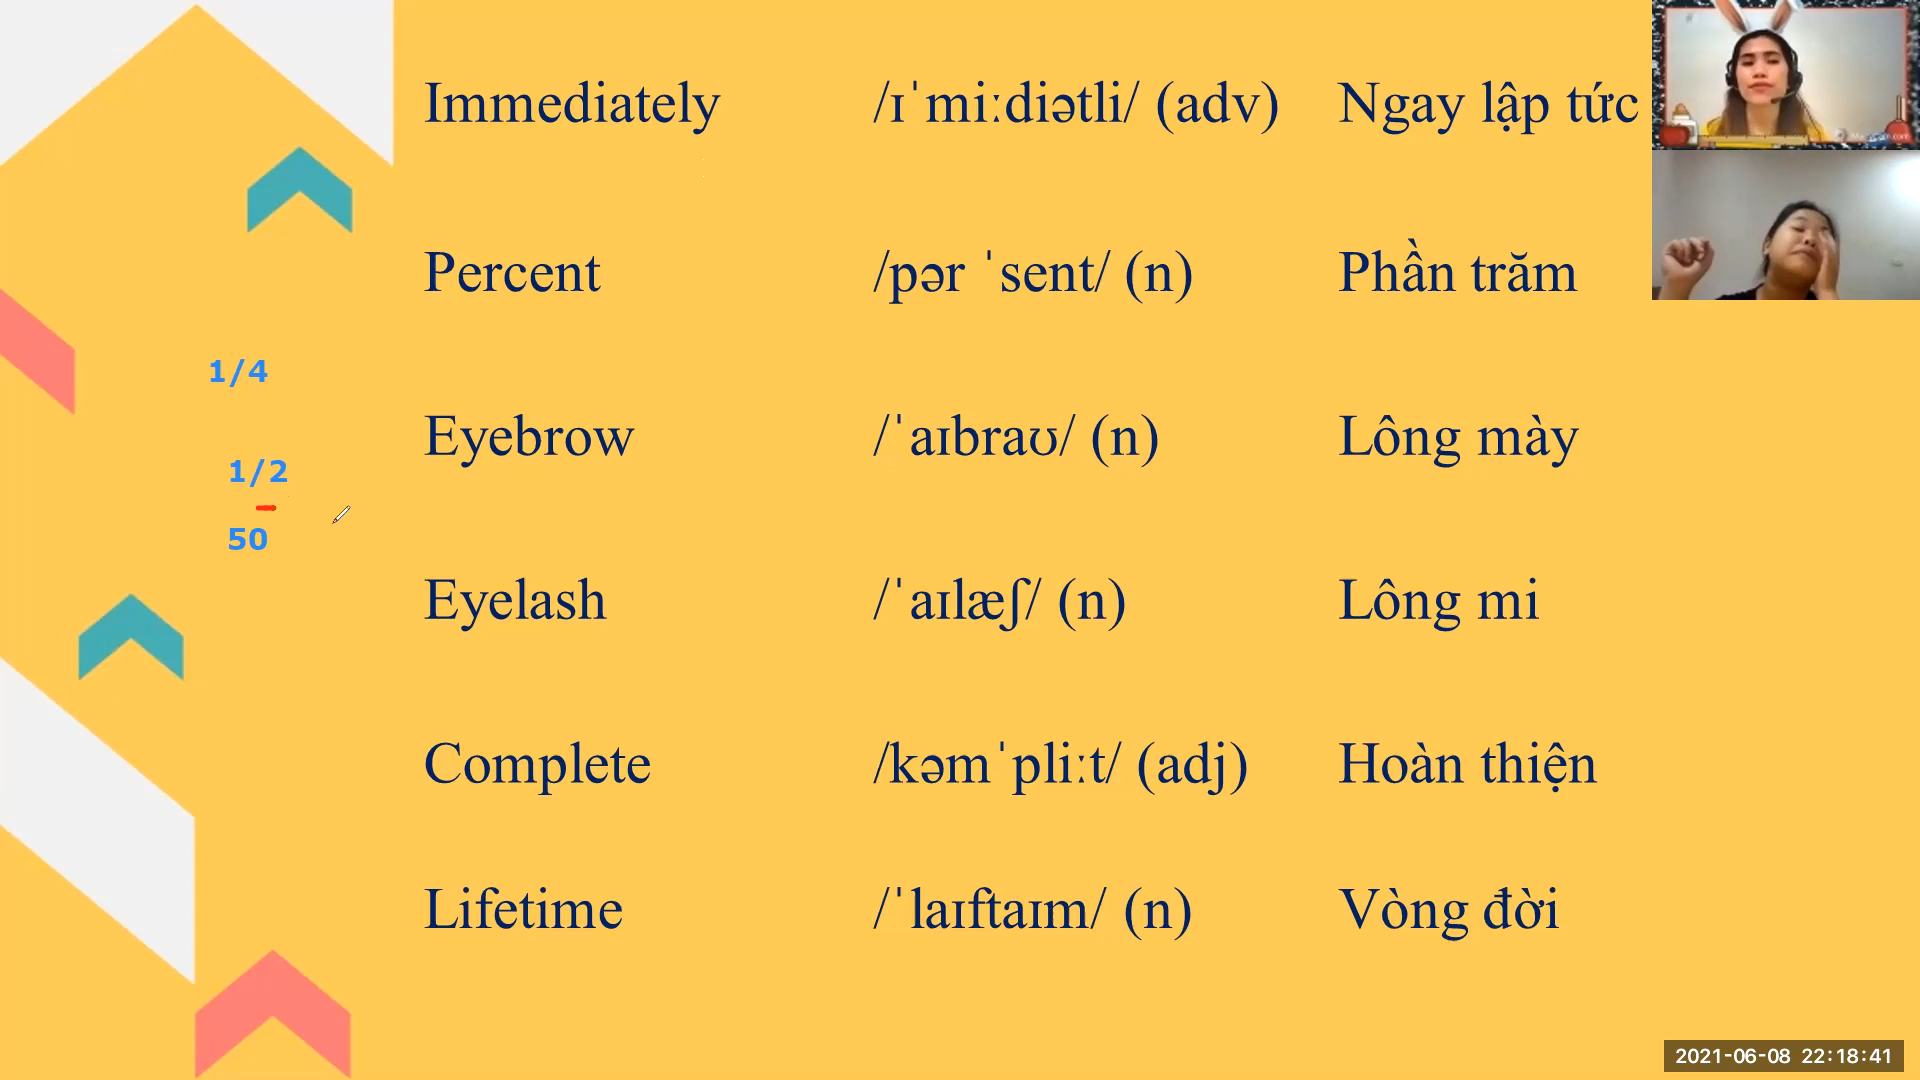 Immediately /ɪˈmiːdiətli/ (adv) Ngay lập tức
Percent /pər ˈsent/ (n) Phần trăm
1/4
Eyebrow /ˈaɪbraʊ/ (n) Lông mày
1/2
50
Eyelash /ˈaɪlæʃ/ (n) Lông mi
Complete /kəmˈpliːt/ (adj) Hoàn thiện
Lifetime /ˈlaɪftaɪm/ (n) Vòng đời
2021-06-08 22:18:41